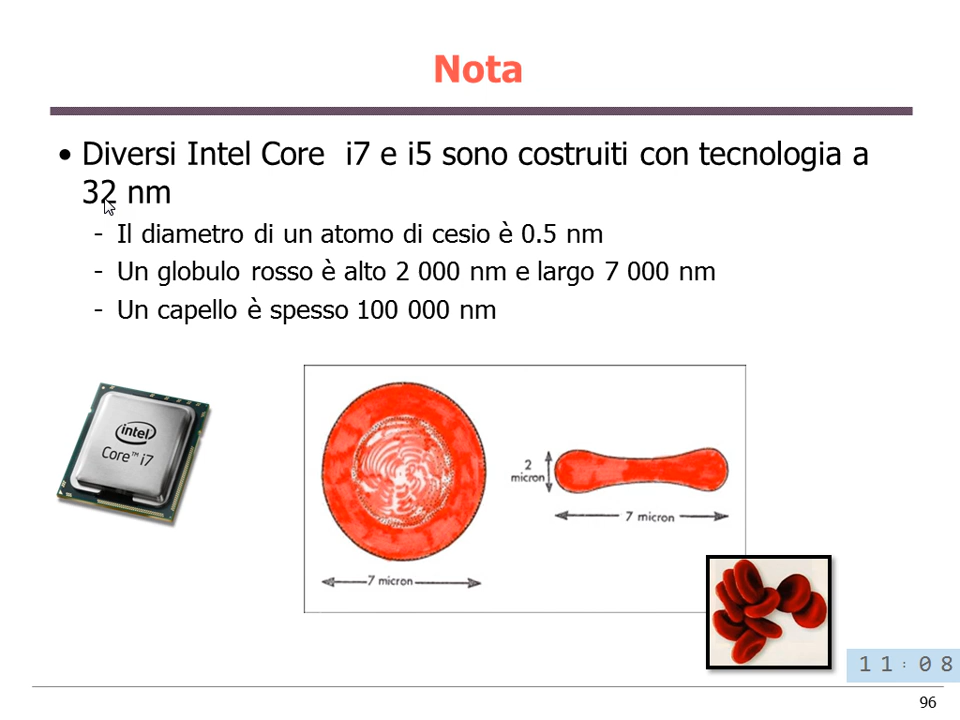 Nota
• Diversi Intel Core i7 e i5 sono costruiti con tecnologia a
32 nm
- Il diametro di un atomo di cesio è 0.5 nm
- Un globulo rosso è alto 2 000 nm e largo 7 000 nm
- Un capello è spesso 100 000 nm
intel
Core™ i7
2
micron
7 micron
7 micron
11:08
96